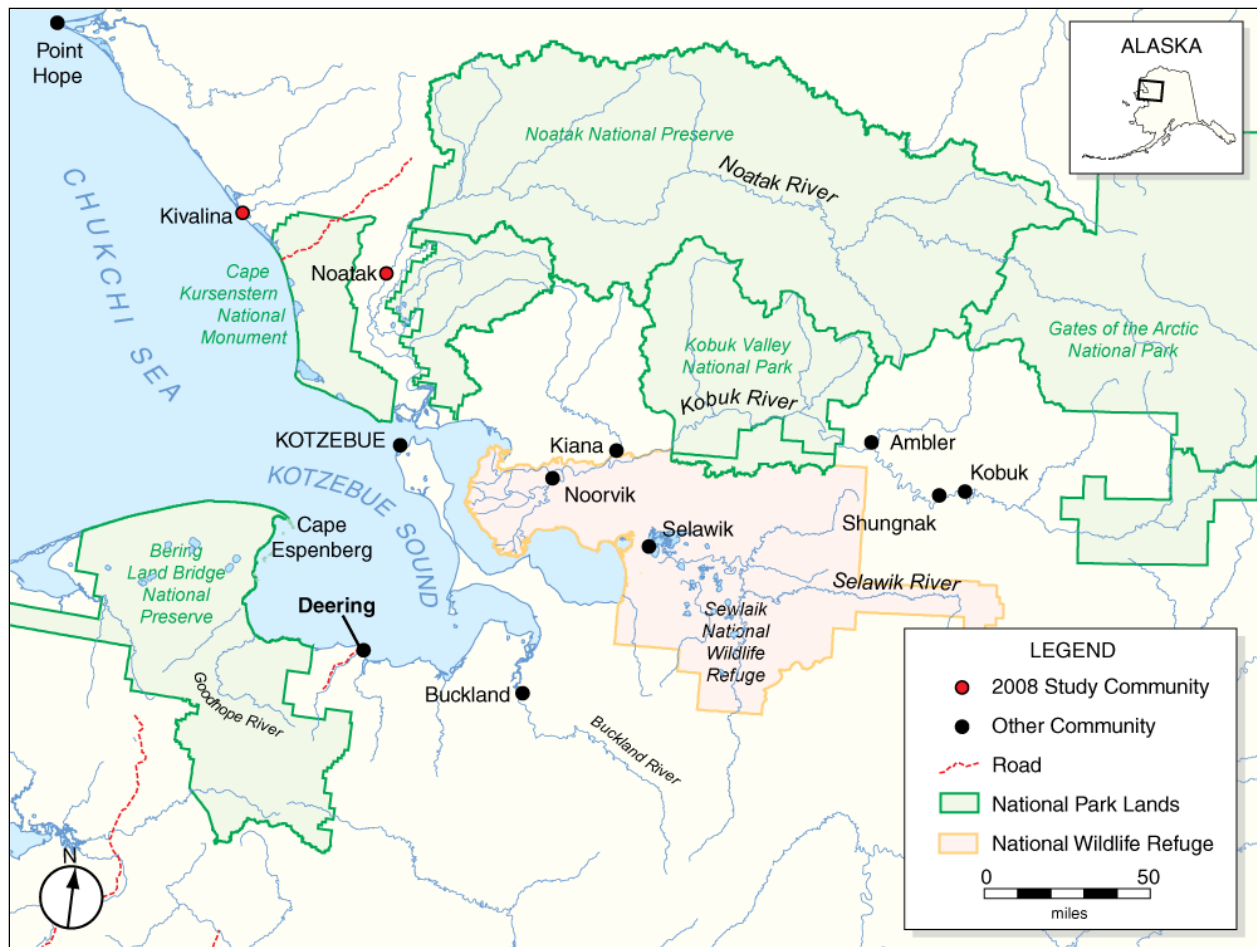 Point
Hope
ALASKA
Noatak National Preserve
Noatak River
CHUKCHI SEA
Kivalina
Noatak
Cape
Kursenstern
National
Monument
Kobuk Valley
National Park
Kobuk River
Gates of the Arctic
National Park
KOTZEBUE
Kiana
Ambler
Kobuk
KOTZEBUE SOUND
Noorvik
Shungnak
Cape
Espenberg
Selawik
Bering
Land Bridge
National
Preserve
Selawik River
Deering
Sewlaik
National
Wildlife
Refuge
Goodhope River
Buckland
Buckland River
LEGEND
2008 Study Community
Other Community
Road
National Park Lands
National Wildlife Refuge
0 50
miles
N